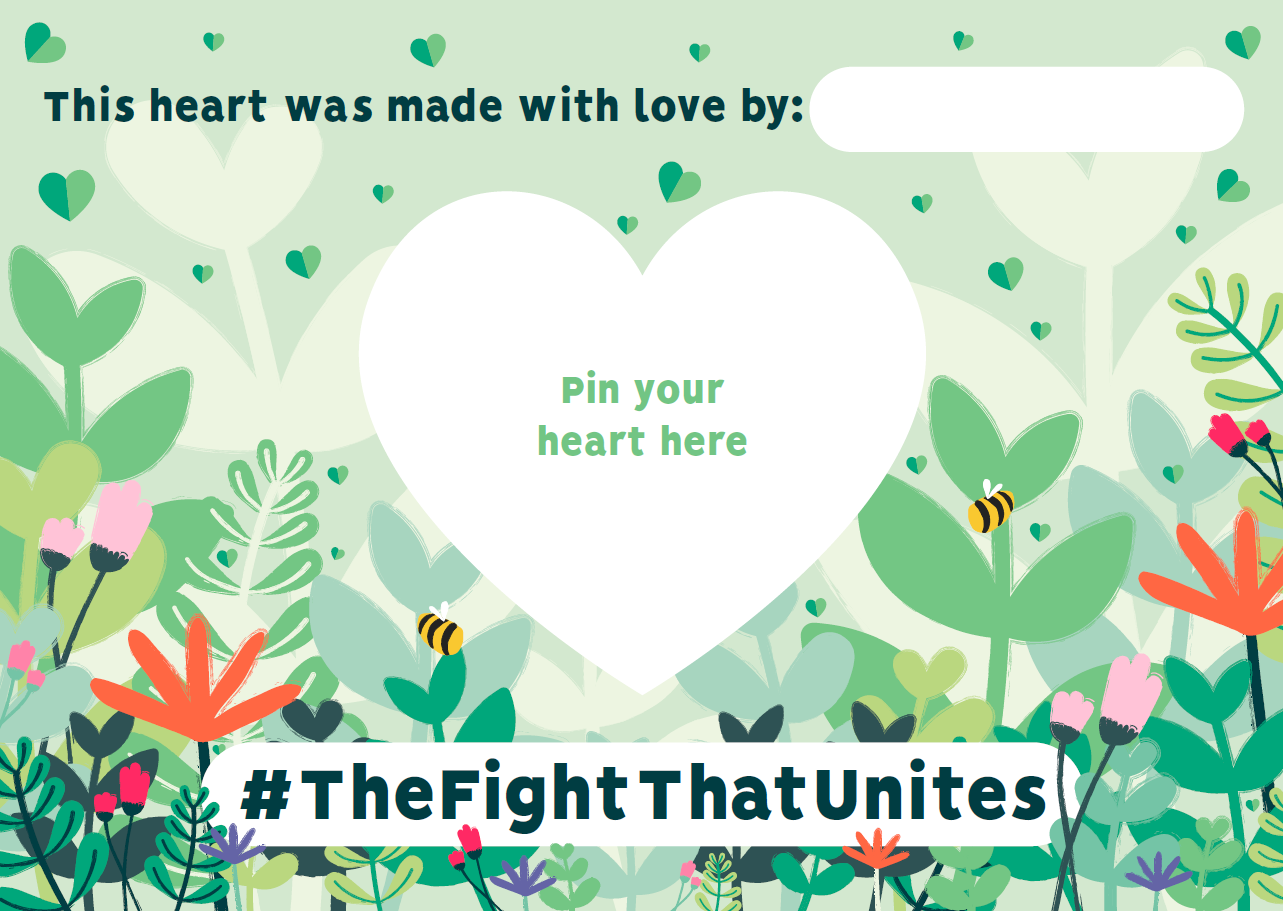 This heart was made with love by:
Pin your
heart here
#TheFightThatUnites